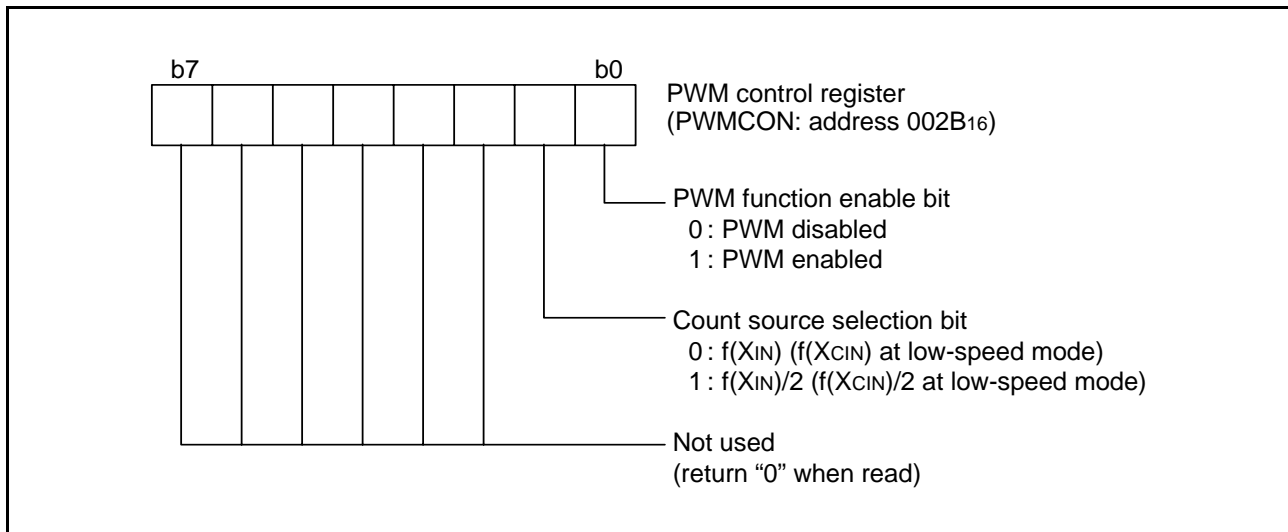 b7 b0
PWM control register
(PWMCON: address 002B16)
PWM function enable bit
0 : PWM disabled
1 : PWM enabled
Count source selection bit
0 : f(XIN) (f(XCIN) at low-speed mode)
1 : f(XIN)/2 (f(XCIN)/2 at low-speed mode)
Not used
(return “0” when read)